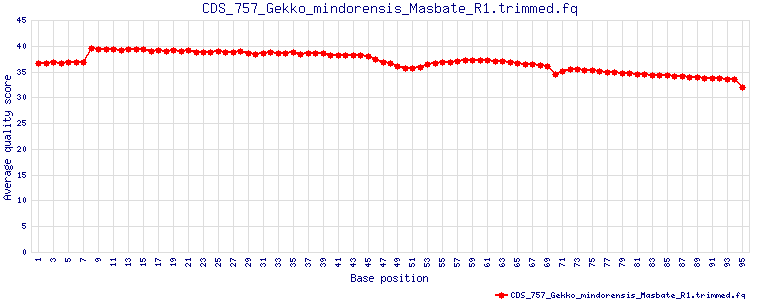 CDS_757_Gekko_mindorensis_Masbate_R1.trimmed.fq
45
40
35
30
25
20
15
10
5
0
Average quality score
1 3 5 7 9 11 13 15 17 19 21 23 25 27 29 31 33 35 37 39 41 43 45 47 49 51 53 55 57 59 61 63 65 67 69 71 73 75 77 79 81 83 85 87 89 91 93 95
Base position
CDS_757_Gekko_mindorensis_Masbate_R1.trimmed.fq